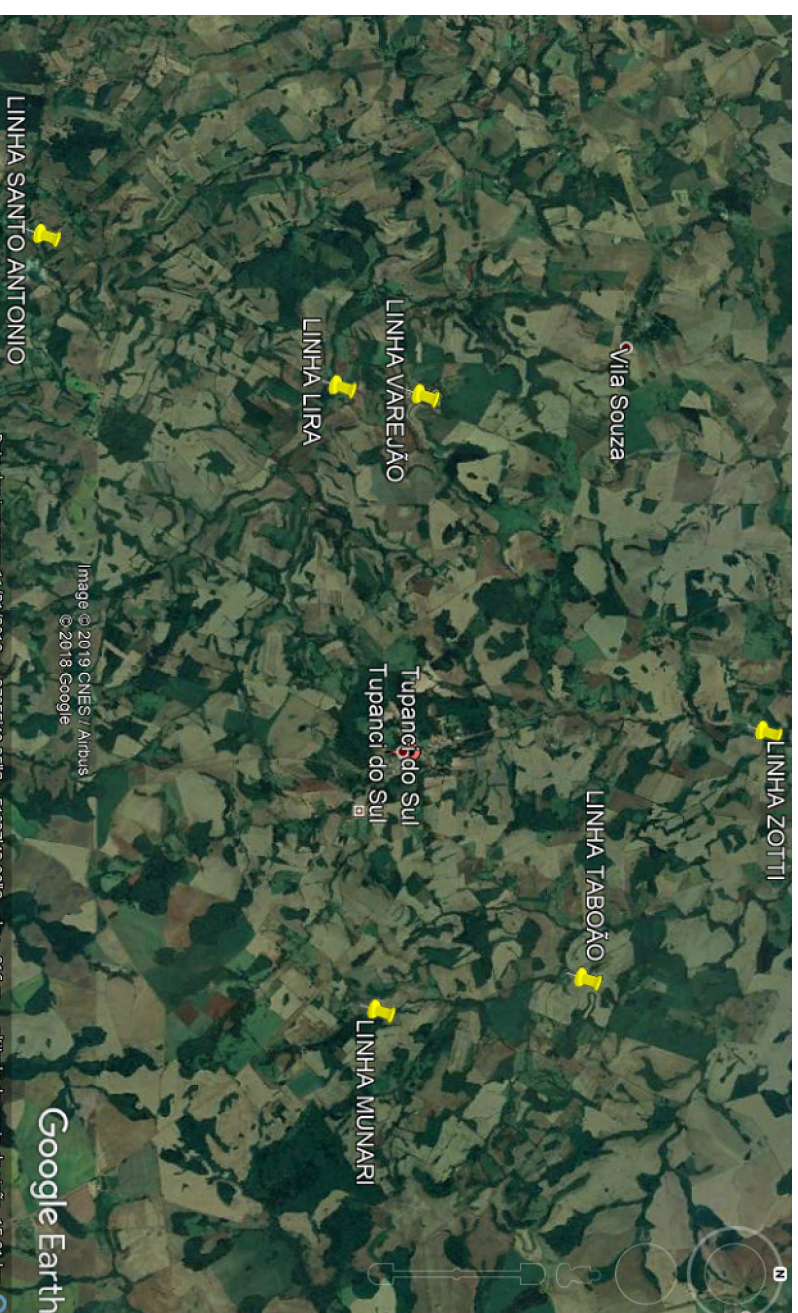 N
LINHA ZOTTI
Vila Souza
LINHA TABOÃO
LINHA VAREJÃO
Tupanci do Sul
Tupanci do Sul
LINHA LIRA
LINHA MUNARI
LINHA SANTO ANTONIO
Image © 2019 CNES / Airbus
© 2018 Google
Google Earth